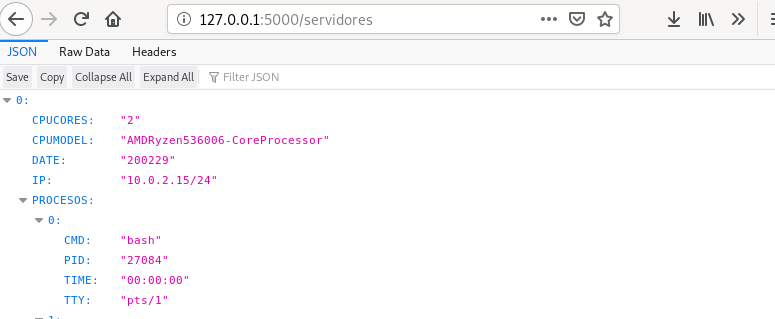 127.0.0.1:5000/servidores
JSON Raw Data Headers
Save Copy Collapse All Expand All Filter JSON
0:
CPUCORES: "2"
CPUMODEL: "AMDRyzen536006-CoreProcessor"
DATE: "200229"
IP: "10.0.2.15/24"
PROCESOS:
0:
CMD: "bash"
PID: "27084"
TIME: "00:00:00"
TTY: "pts/1"